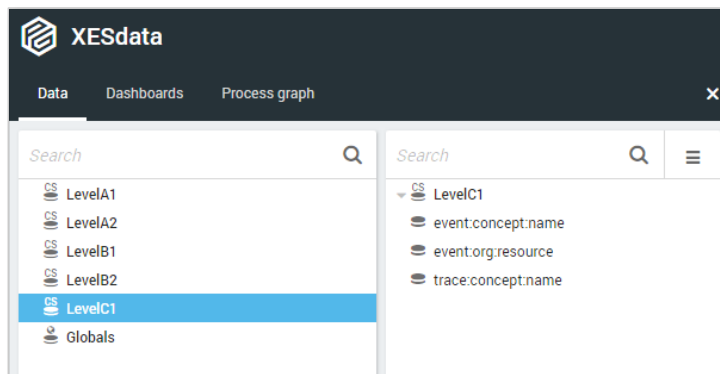 XESdata
Data Dashboards Process graph
Search
CS LevelA1
CS LevelA2
CS LevelB1
CS LevelB2
CS LevelC1
Globals
Search
CS LevelC1
event:concept:name
event:org:resource
trace:concept:name